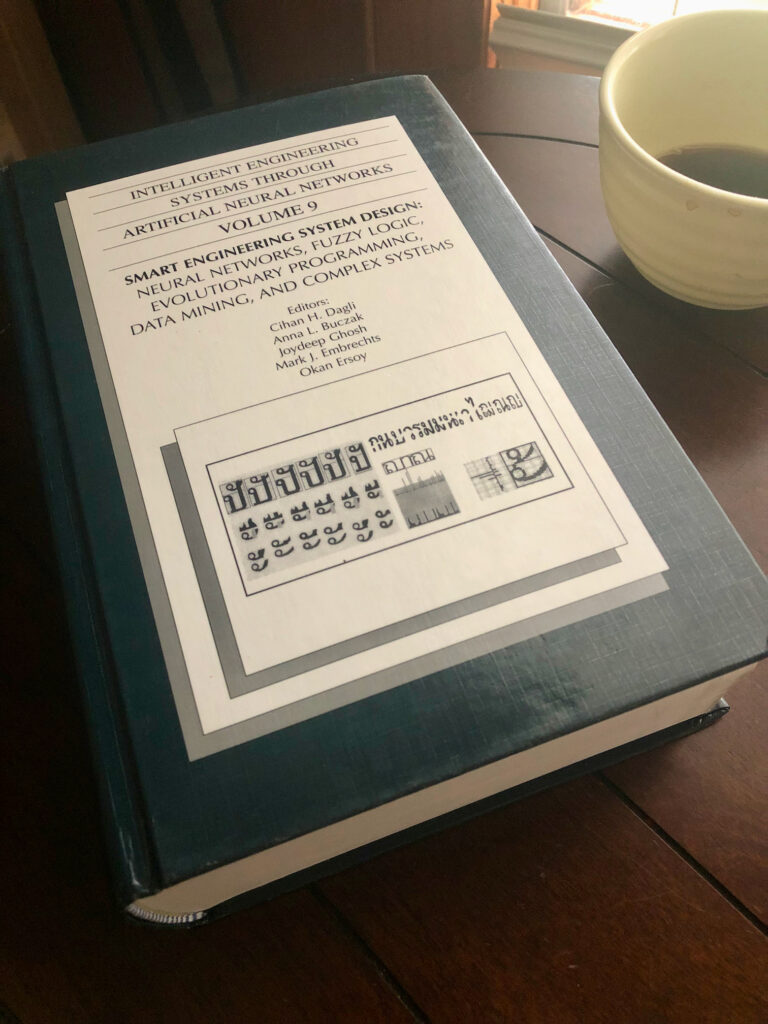 INTELLIGENT ENGINEERING
SYSTEMS THROUGH
ARTIFICIAL NEURAL NETWORKS
VOLUME 9
SMART ENGINEERING SYSTEM DESIGN:
NEURAL NETWORKS, FUZZY LOGIC,
EVOLUTIONARY PROGRAMMING,
DATA MINING, AND COMPLEX SYSTEMS
Editors:
Cihan H. Dagli
Anna L. Buczak
Joydeep Ghosh
Mark J. Embrechts
Okan Ersoy